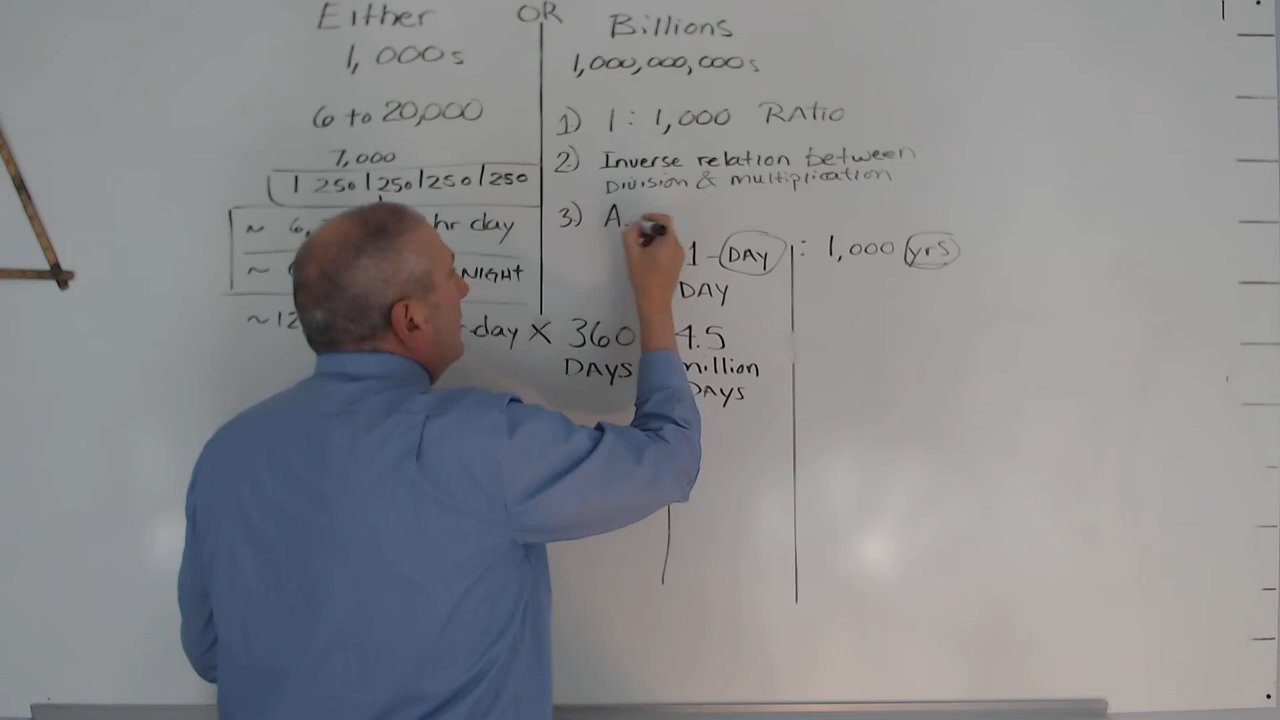 Either OR Billions
1,000s
1,000,000,000s
6 to 20,000
1) 1 : 1,000 RATIO
7,000
2) Inverse relation between
Division & multiplication
1 250 | 250 | 250 | 250
3) A
~ 6, hr day
1 - DAY : 1,000 yrs
DAY
~ NIGHT
~12 day X 360 4.5
DAYS million
DAYS